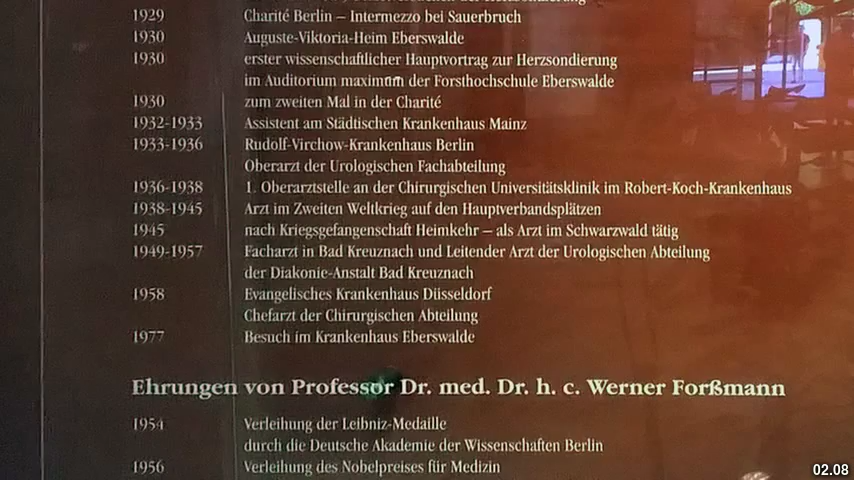 1929 Charité Berlin – Intermezzo bei Sauerbruch
1930 Auguste-Viktoria-Heim Eberswalde
1930 erster wissenschaftlicher Hauptvortrag zur Herzsondierung
im Auditorium maximum der Forsthochschule Eberswalde
1930 zum zweiten Mal in der Charité
1932-1933 Assistent am Städtischen Krankenhaus Mainz
1933-1936 Rudolf-Virchow-Krankenhaus Berlin
Oberarzt der Urologischen Fachabteilung
1936-1938 1. Oberarztstelle an der Chirurgischen Universitätsklinik im Robert-Koch-Krankenhaus
1938-1945 Arzt im Zweiten Weltkrieg auf den Hauptverbandsplätzen
1945 nach Kriegsgefangenschaft Heimkehr – als Arzt im Schwarzwald tätig
1949-1957 Facharzt in Bad Kreuznach und Leitender Arzt der Urologischen Abteilung
der Diakonie-Anstalt Bad Kreuznach
1958 Evangelisches Krankenhaus Düsseldorf
Chefarzt der Chirurgischen Abteilung
1977 Besuch im Krankenhaus Eberswalde
Ehrungen von Professor Dr. med. Dr. h. c. Werner Forßmann
1954 Verleihung der Leibniz-Medaille
durch die Deutsche Akademie der Wissenschaften Berlin
1956 Verleihung des Nobelpreises für Medizin
02.08